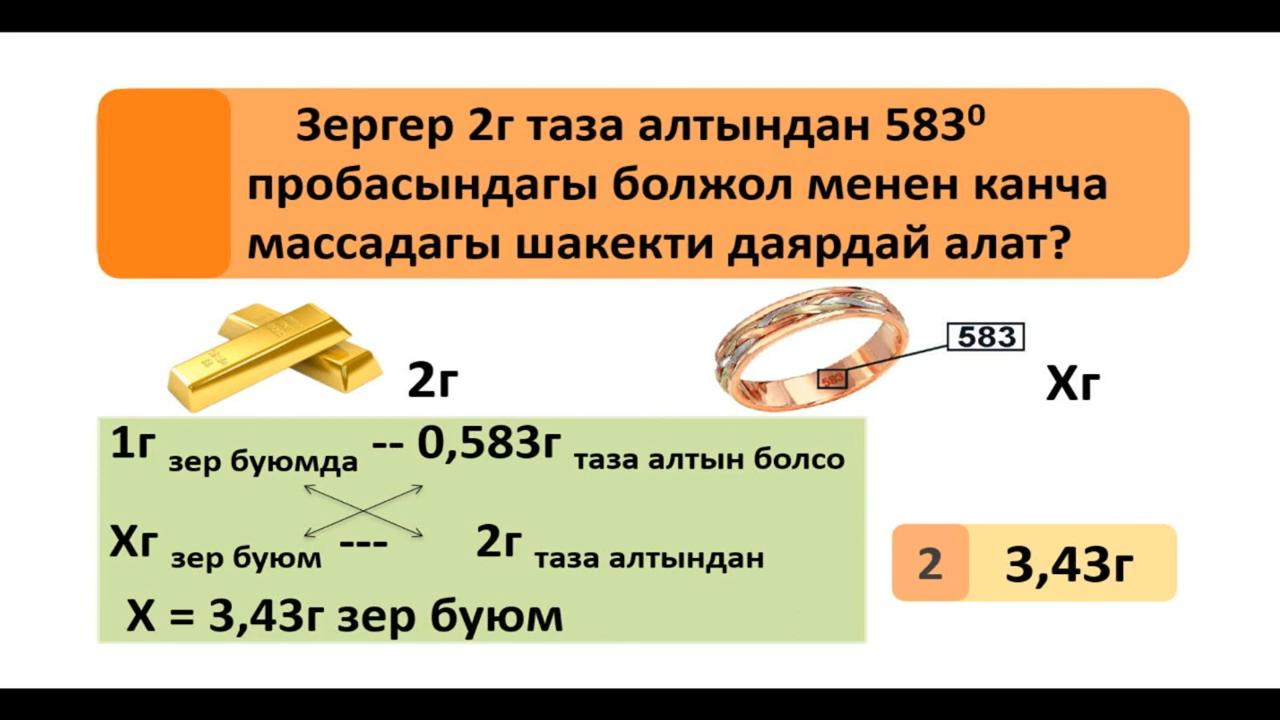 Зергер 2г таза алтындан 583⁰
пробасындагы болжол менен канча
массадагы шакекти даярдай алат?
583
583
2г
Хг
1г зер буюмда -- 0,583г таза алтын болсо
Хг зер буюм --- 2г таза алтындан
Х = 3,43г зер буюм
2 3,43г